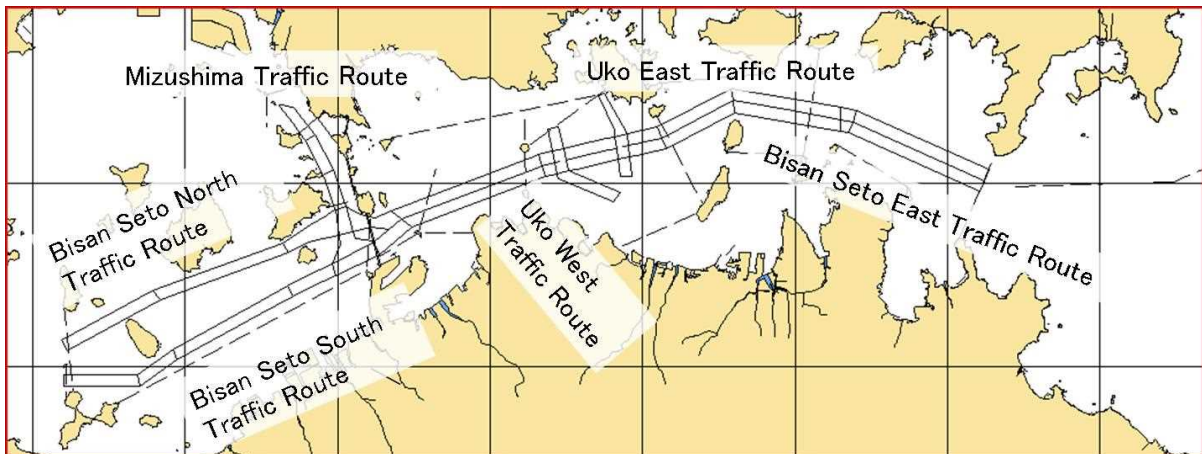 Mizushima Traffic Route
Uko East Traffic Route
Bisan Seto North
Traffic Route
Bisan Seto East Traffic Route
Uko West
Traffic Route
Bisan Seto South
Traffic Route